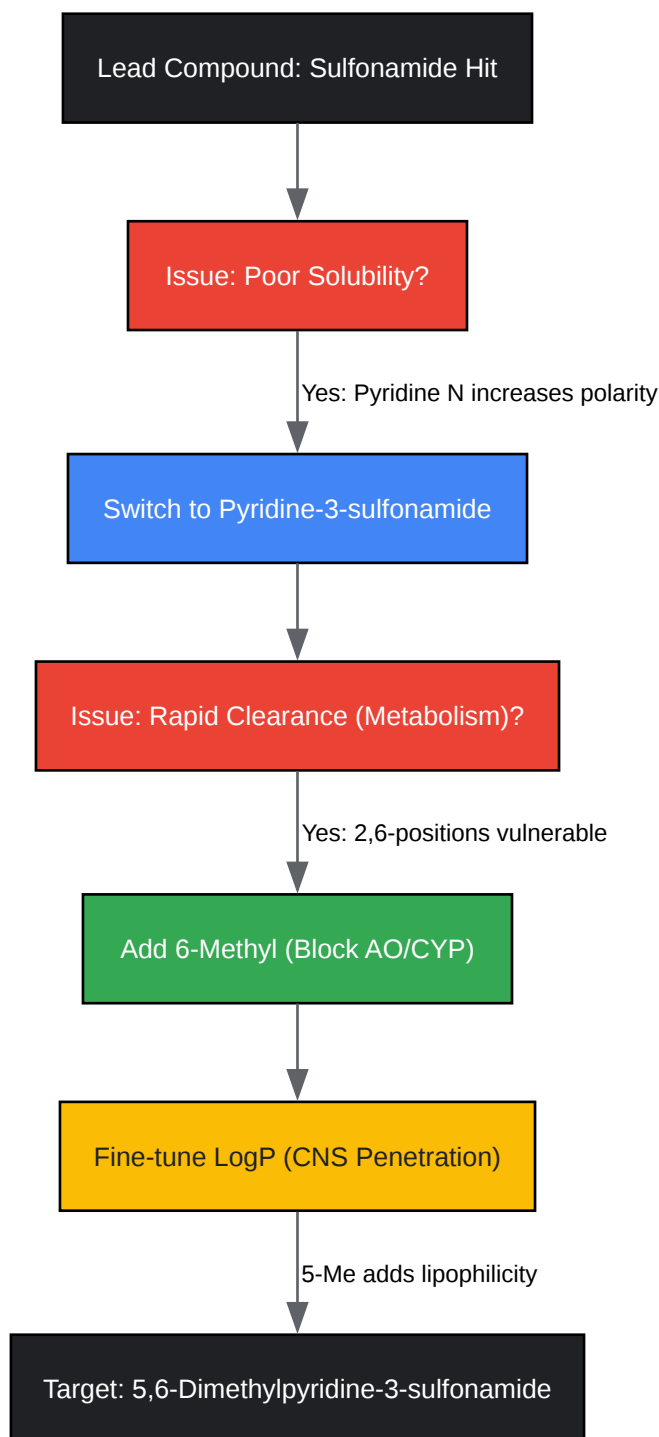 Lead Compound: Sulfonamide Hit
Issue: Poor Solubility?
Yes: Pyridine N increases polarity
Switch to Pyridine-3-sulfonamide
Issue: Rapid Clearance (Metabolism)?
Yes: 2,6-positions vulnerable
Add 6-Methyl (Block AO/CYP)
Fine-tune LogP (CNS Penetration)
5-Me adds lipophilicity
Target: 5,6-Dimethylpyridine-3-sulfonamide